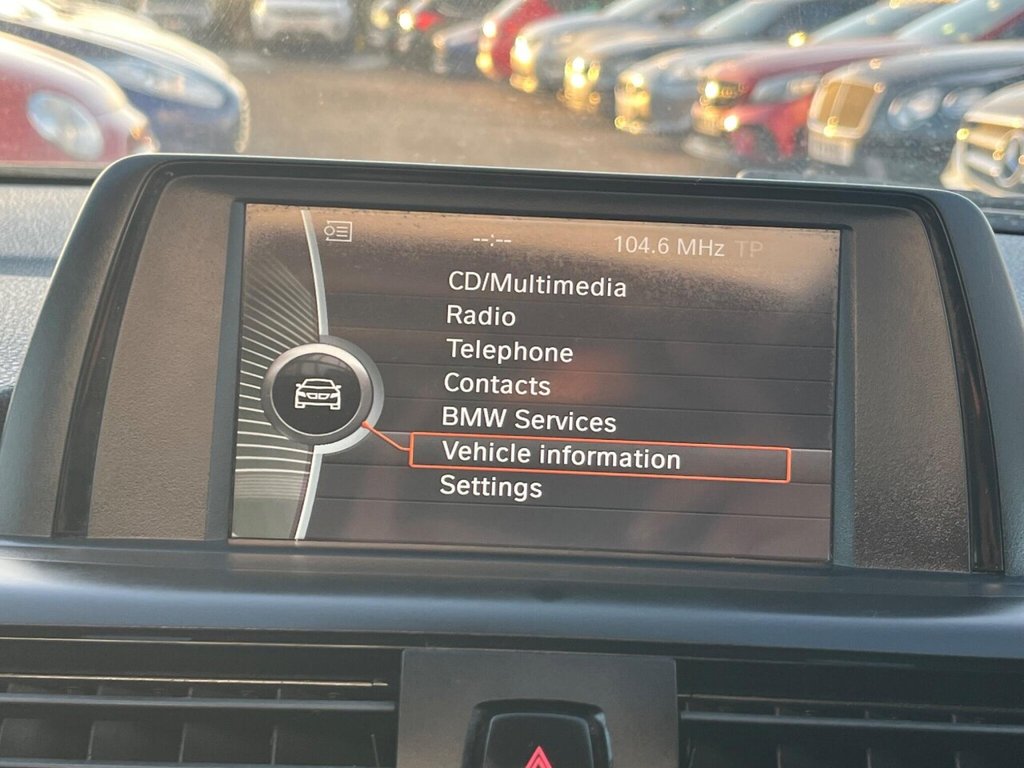 --:-- 104.6 MHz TP
CD/Multimedia
Radio
Telephone
Contacts
BMW Services
Vehicle information
Settings